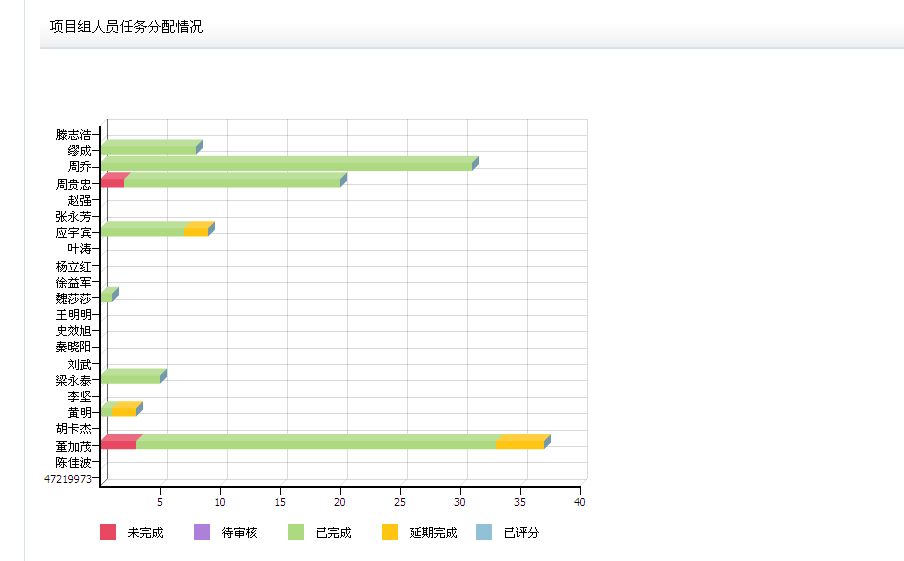 项目组人员任务分配情况
滕志浩
缪成
周乔
周贵忠
赵强
张永芳
应宇宾
叶涛
杨立红
徐益军
魏莎莎
王明明
史效旭
秦晓阳
刘武
梁永泰
李坚
黄明
胡卡杰
董加茂
陈佳波
47219973
5 10 15 20 25 30 35 40
未完成 待审核 已完成 延期完成 已评分